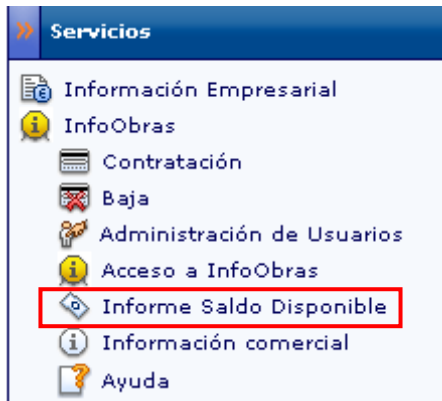 Servicios
Información Empresarial
InfoObras
Contratación
Baja
Administración de Usuarios
Acceso a InfoObras
Informe Saldo Disponible
Información comercial
Ayuda